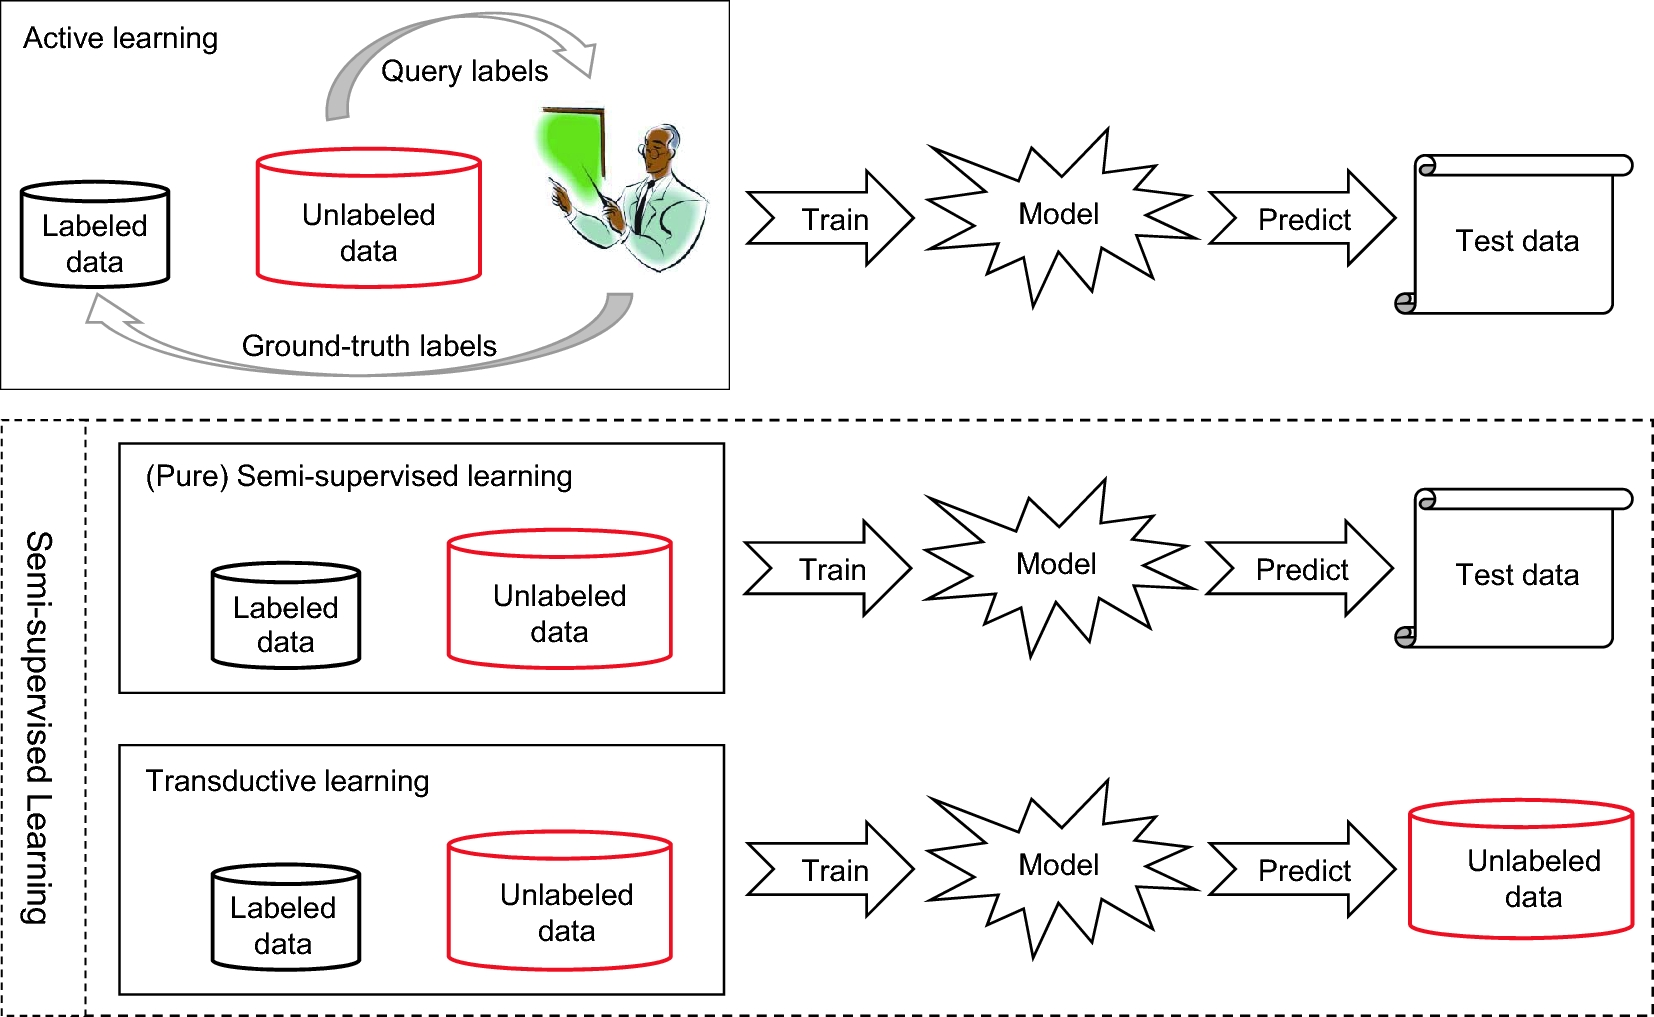 Active learning
Query labels
Labeled
data
Unlabeled
data
Ground-truth labels
Train
Model
Predict
Test data
Semi-supervised Learning
(Pure) Semi-supervised learning
Labeled
data
Unlabeled
data
Train
Model
Predict
Test data
Transductive learning
Labeled
data
Unlabeled
data
Train
Model
Predict
Unlabeled
data